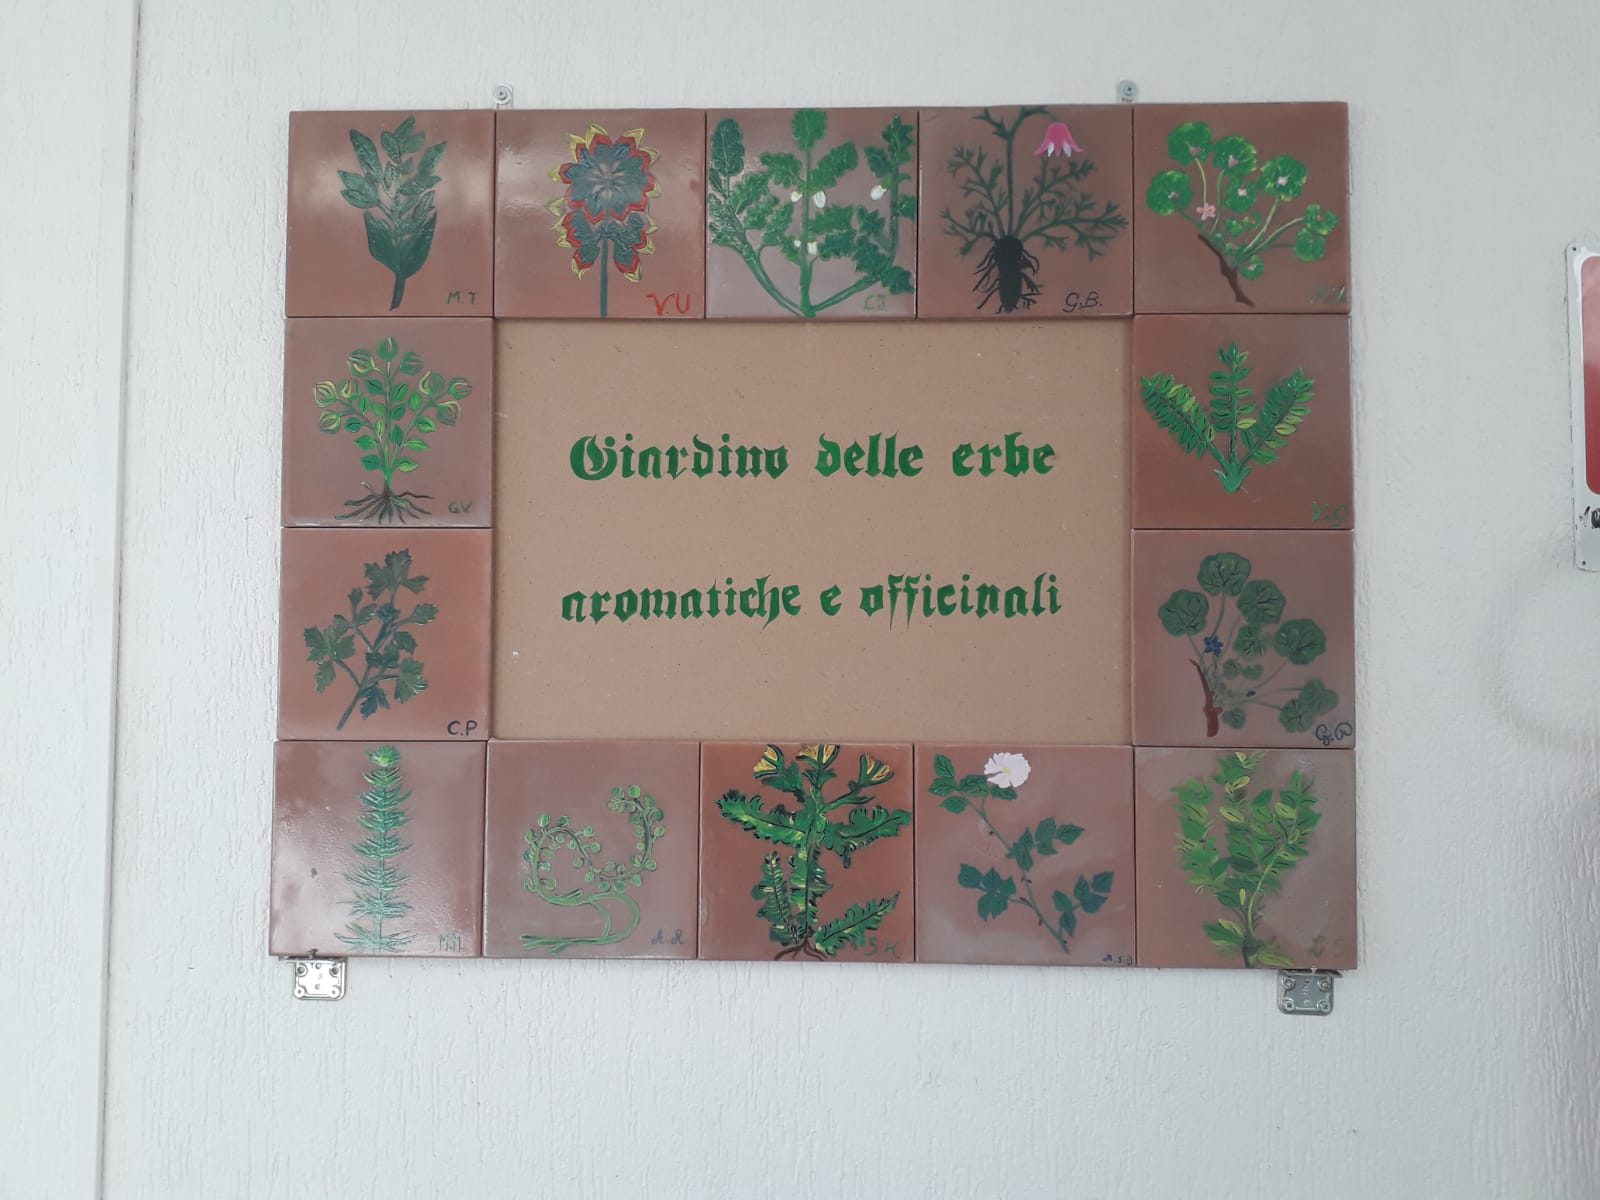 M.T.
V.U
G.B.
G.V.
Giardino delle erbe
aromatiche e officinali
C.P
G.P
M.M.
A.R
S.K
A.S.J
L S